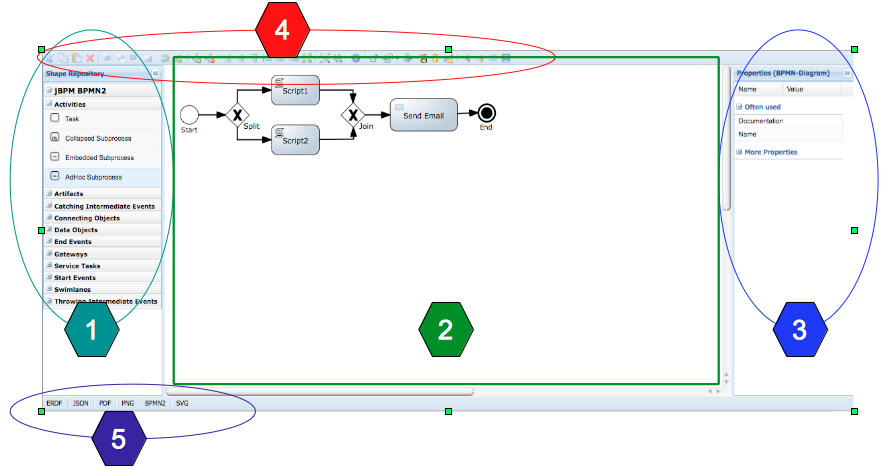 4
Shape Repository
jBPM BPMN2
Activities
Task
Collapsed Subprocess
Embedded Subprocess
AdHoc Subprocess
Artifacts
Catching Intermediate Events
Connecting Objects
Data Objects
End Events
Gateways
Service Tasks
Start Events
Swimlanes
Throwing Intermediate Events
1
Start
Split
Script1
Script2
Join
Send Email
End
2
Properties (BPMN-Diagram)
Name Value
Often used
Documentation
Name
More Properties
3
ERDF JSON PDF PNG BPMN2 SVG
5